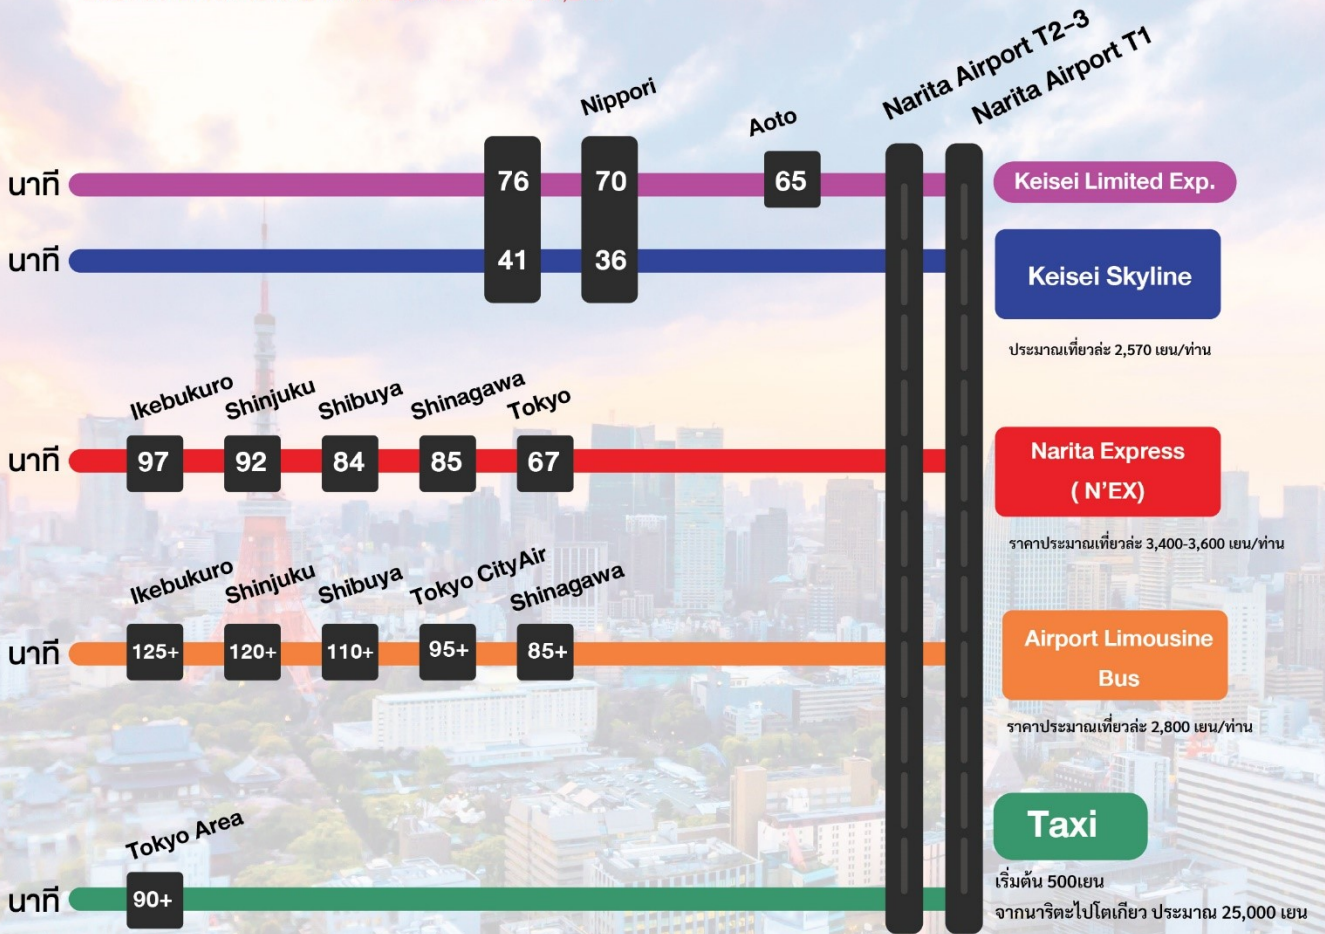 Narita Airport T2-3
Narita Airport T1
Nippori
Aoto
นาที
76
70
65
Keisei Limited Exp.
นาที
41
36
Keisei Skyline
ประมาณเที่ยวล่ะ 2,570 เยน/ท่าน
Ikebukuro
Shinjuku
Shibuya
Shinagawa
Tokyo
นาที
97
92
84
85
67
Narita Express
( N’EX)
ราคาประมาณเที่ยวล่ะ 3,400-3,600 เยน/ท่าน
Ikebukuro
Shinjuku
Shibuya
Tokyo CityAir
Shinagawa
นาที
125+
120+
110+
95+
85+
Airport Limousine
Bus
ราคาประมาณเที่ยวล่ะ 2,800 เยน/ท่าน
Tokyo Area
นาที
90+
Taxi
เริ่มต้น 500เยน
จากนาริตะไปโตเกียว ประมาณ 25,000 เยน